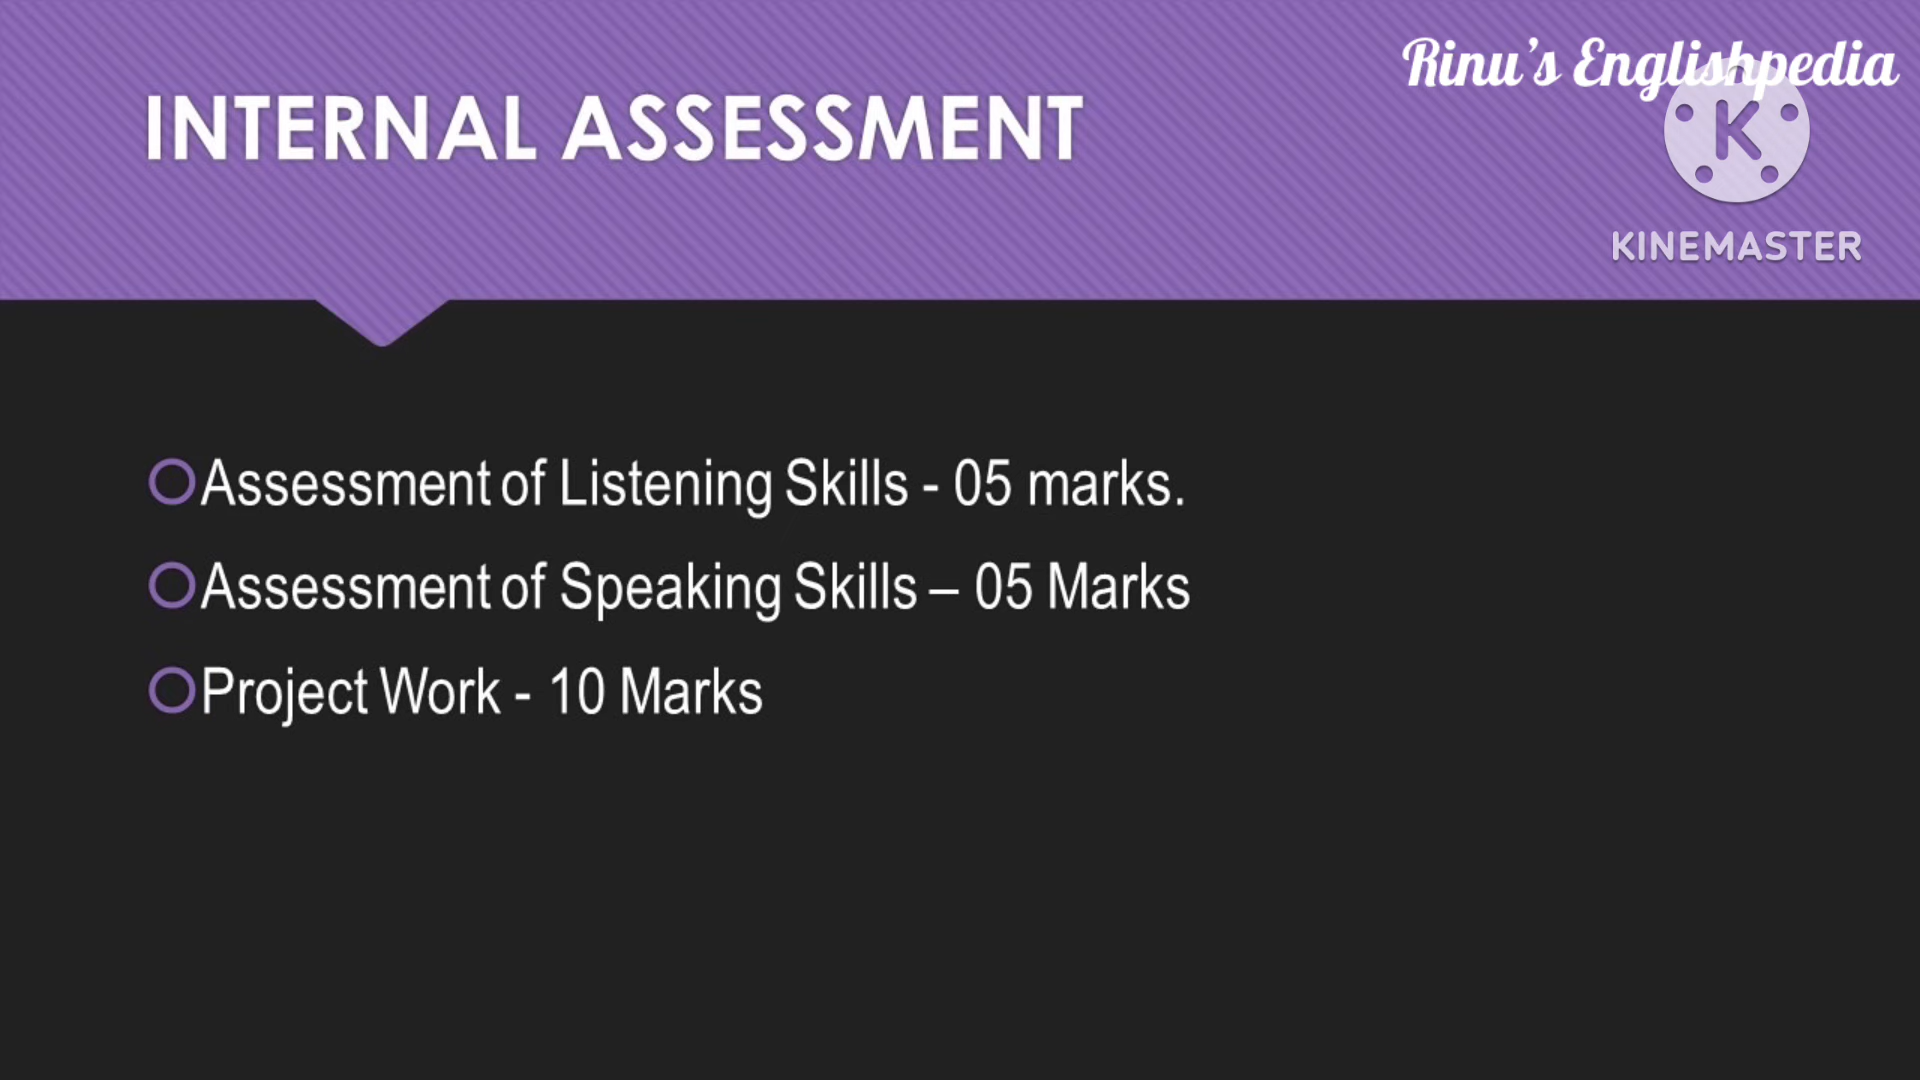 Rinu's Englishpedia
INTERNAL ASSESSMENT
K
KINEMASTER
Assessment of Listening Skills - 05 marks.
Assessment of Speaking Skills – 05 Marks
Project Work - 10 Marks